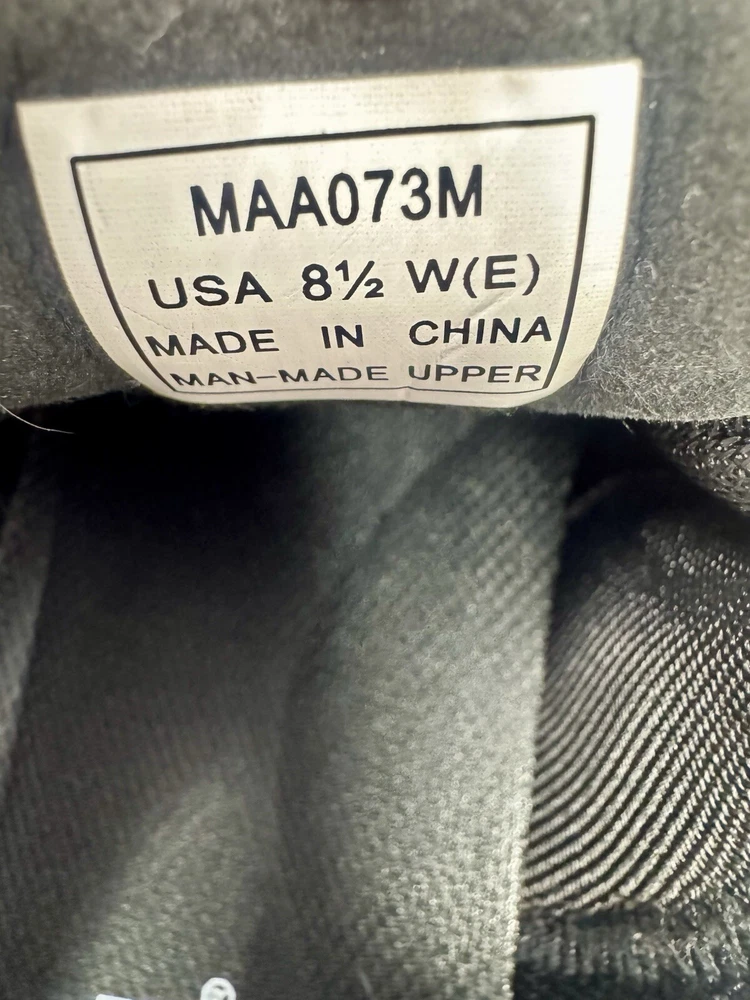 MAA073M
USA 8½ W(E)
MADE IN CHINA
MAN-MADE UPPER